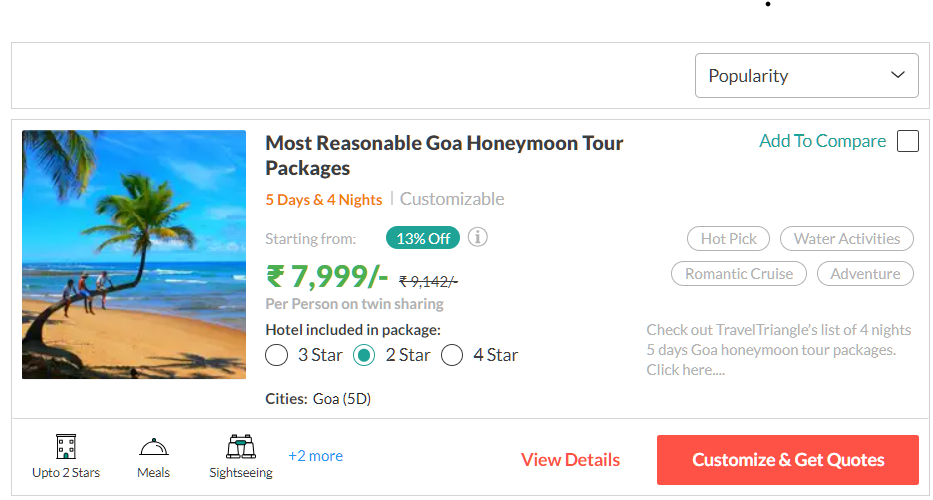 Popularity
Most Reasonable Goa Honeymoon Tour
Packages
Add To Compare
5 Days & 4 Nights | Customizable
Starting from: 13% Off i
Hot Pick Water Activities
₹ 7,999/- ₹ 9,142/-
Romantic Cruise Adventure
Per Person on twin sharing
Hotel included in package:
3 Star 2 Star 4 Star
Check out TravelTriangle's list of 4 nights
5 days Goa honeymoon tour packages.
Click here....
Cities: Goa (5D)
Upto 2 Stars Meals Sightseeing +2 more
View Details Customize & Get Quotes